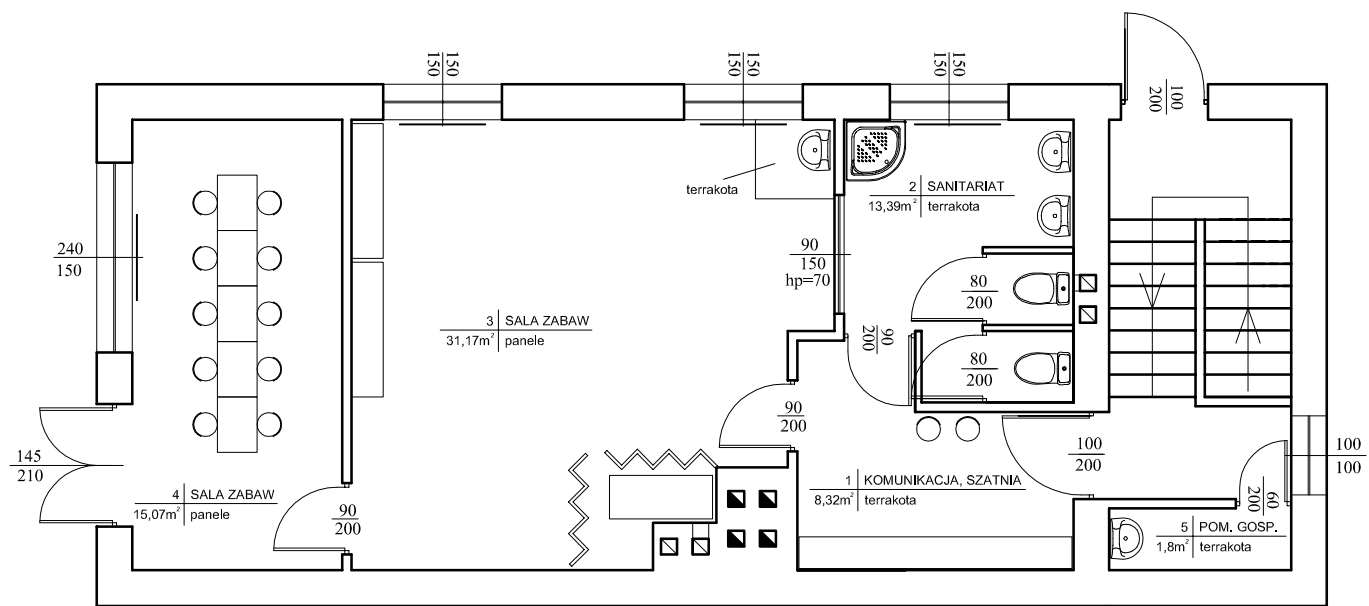 150
150
150
150
150
150
100
200
terrakota
2 SANITARIAT
13,39m² terrakota
240
150
90
150
hp=70
80
200
3 SALA ZABAW
31,17m² panele
90
200
80
200
90
200
100
200
145
210
100
100
1 KOMUNIKACJA, SZATNIA
8,32m² terrakota
4 SALA ZABAW
15,07m² panele
90
200
60
200
5 POM. GOSP.
1,8m² terrakota